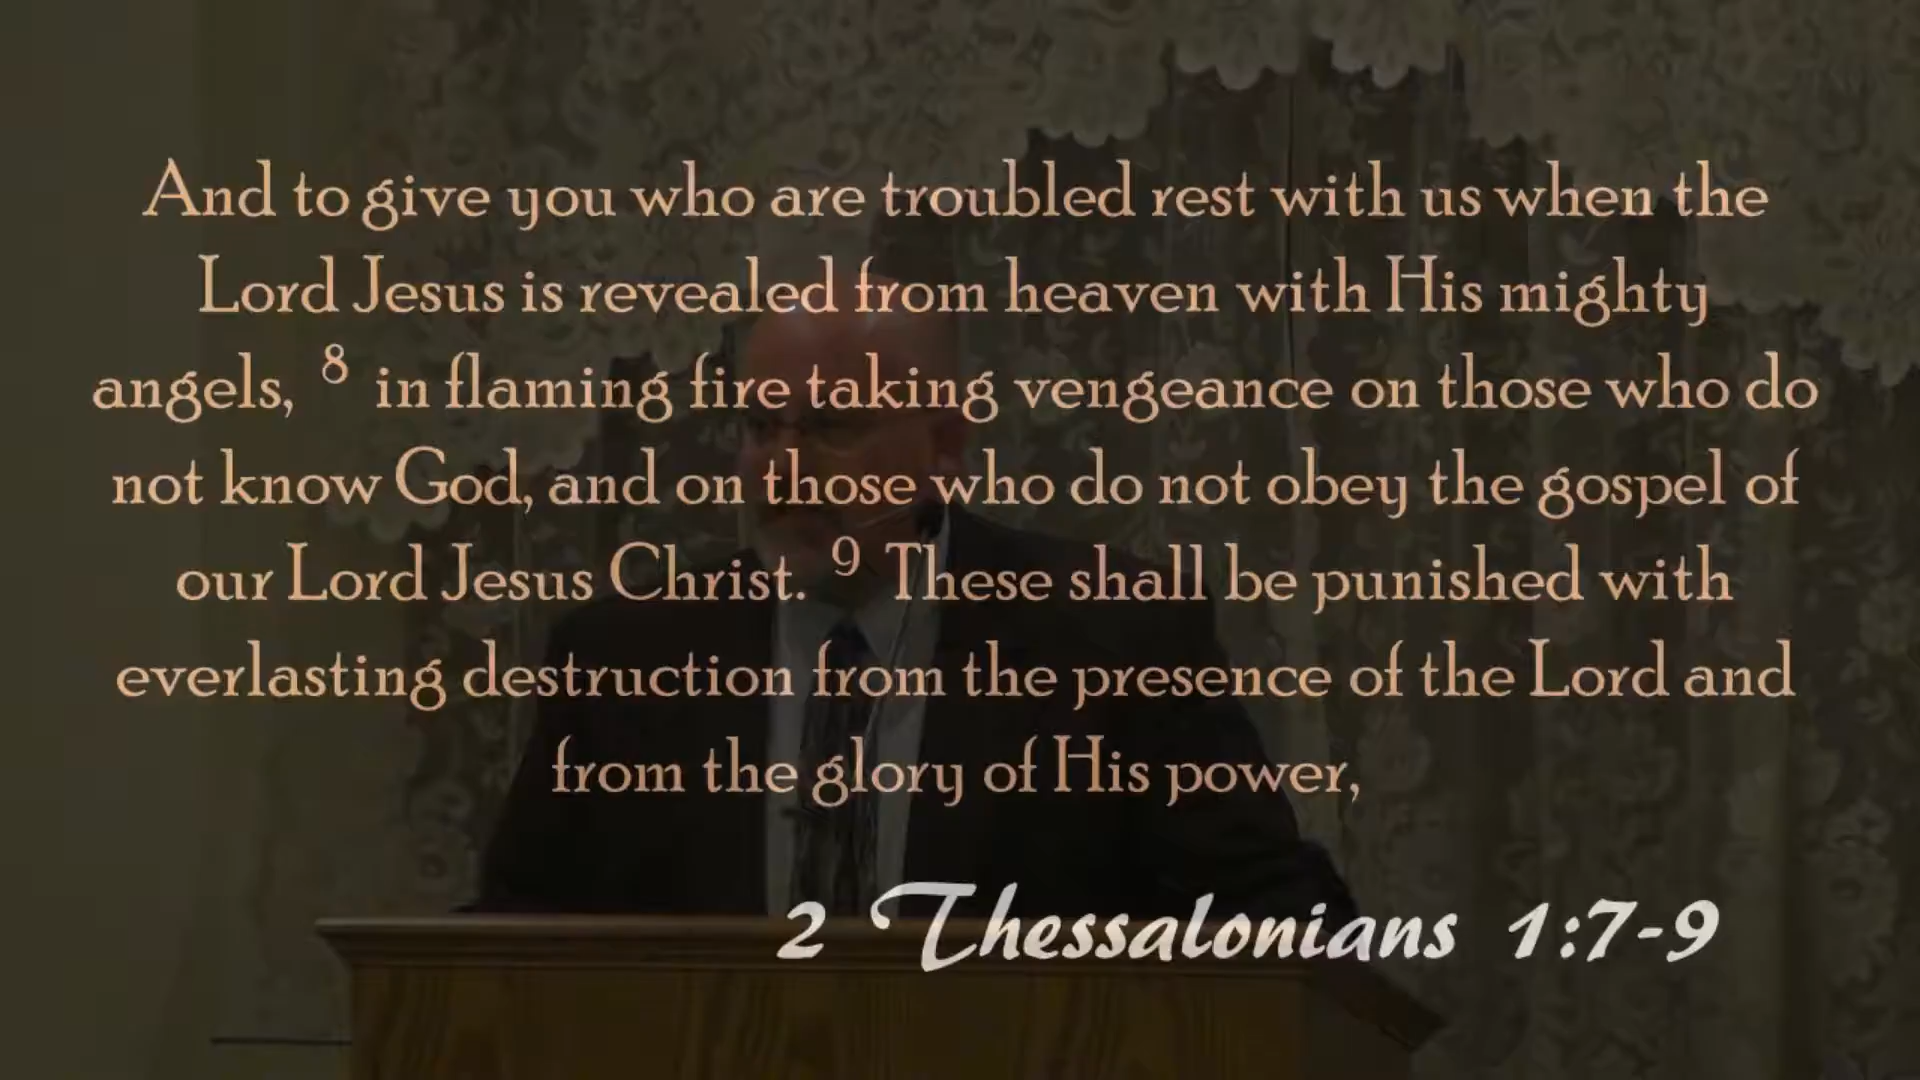 And to give you who are troubled rest with us when the
Lord Jesus is revealed from heaven with His mighty
angels, 8 in flaming fire taking vengeance on those who do
not know God, and on those who do not obey the gospel of
our Lord Jesus Christ. 9 These shall be punished with
everlasting destruction from the presence of the Lord and
from the glory of His power,
2 Thessalonians 1:7-9